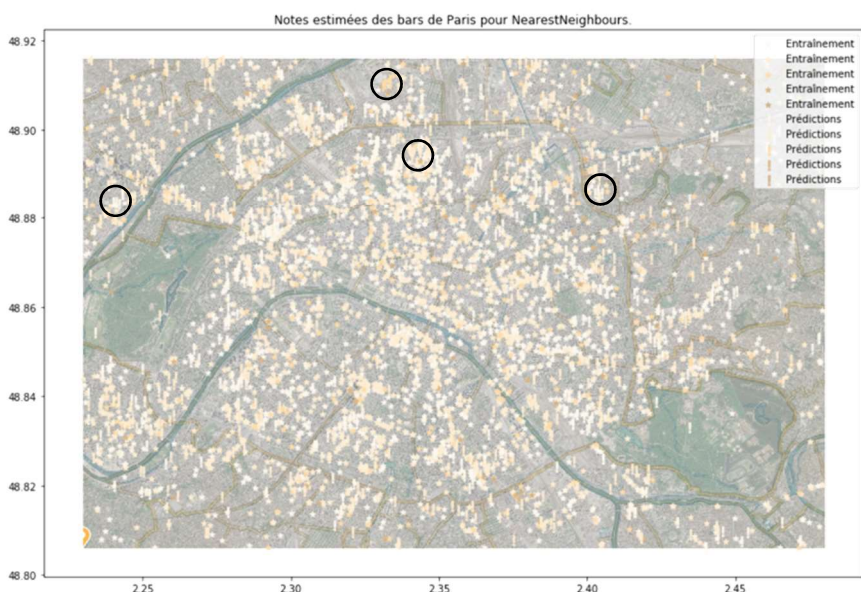 Notes estimées des bars de Paris pour NearestNeighbours.
48.92
48.90
48.88
48.86
48.84
48.82
48.80
2.25
2.30
2.35
2.40
2.45
Entraînement
Entraînement
Entraînement
Entraînement
Entraînement
Prédictions
Prédictions
Prédictions
Prédictions
Prédictions